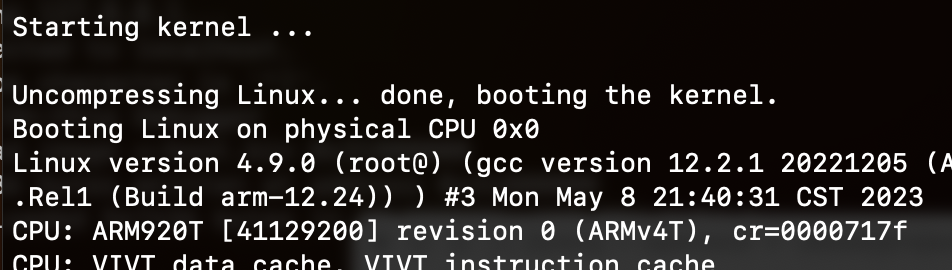 Starting kernel ...
Uncompressing Linux... done, booting the kernel.
Booting Linux on physical CPU 0x0
Linux version 4.9.0 (root@) (gcc version 12.2.1 20221205 (A
.Rel1 (Build arm-12.24)) ) #3 Mon May 8 21:40:31 CST 2023
CPU: ARM920T [41129200] revision 0 (ARMv4T), cr=0000717f
CPU: VIVT data cache, VIVT instruction cache